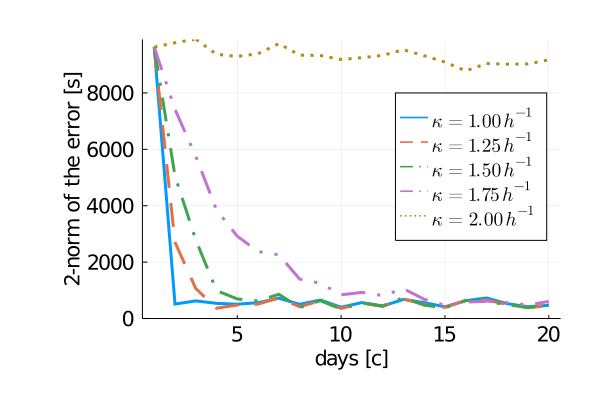 2-norm of the error [s]
8000
6000
4000
2000
0
κ = 1.00 h⁻¹
κ = 1.25 h⁻¹
κ = 1.50 h⁻¹
κ = 1.75 h⁻¹
κ = 2.00 h⁻¹
5 10 15 20
days [c]